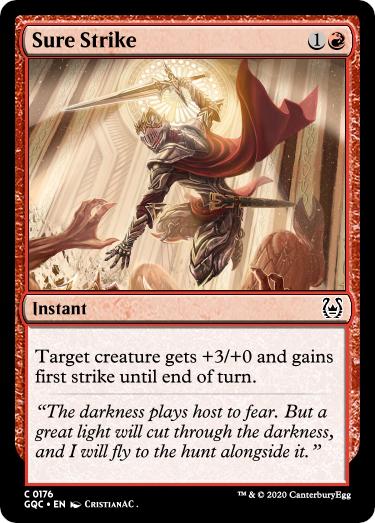 Sure Strike 1
Instant
Target creature gets +3/+0 and gains
first strike until end of turn.
“The darkness plays host to fear. But a
great light will cut through the darkness,
and I will fly to the hunt alongside it.”
C 0176
GQC • EN CRISTIANAC. ™ & © 2020 CanterburyEgg